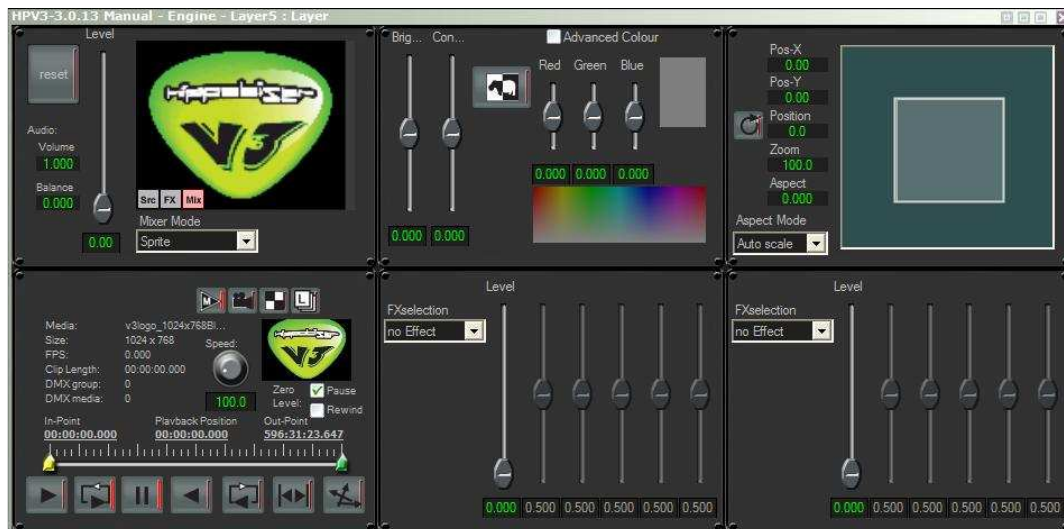 HPV3-3.0.13 Manual - Engine - Layer5 : Layer
Level
reset
Audio:
Volume
1.000
Balance
0.000
0.00
V3
Src FX Mix
Mixer Mode
Sprite
Brig... Con...
Advanced Colour
Red Green Blue
0.000 0.000 0.000
0.000 0.000
Pos-X
0.00
Pos-Y
0.00
Position
0.0
Zoom
100.0
Aspect
0.000
Aspect Mode
Auto scale
M L
Media: v3logo_1024x768Bl...
Size: 1024 x 768
FPS: 0.000
Clip Length: 00:00:00.000
DMX group: 0
DMX media: 0
Speed:
100.0
V3
Zero Level:
Pause
Rewind
In-Point Playback Position Out-Point
00:00:00.000 00:00:00.000 596:31:23.647
Level
FXselection
no Effect
0.000 0.500 0.500 0.500 0.500 0.500
Level
FXselection
no Effect
0.000 0.500 0.500 0.500 0.500 0.500